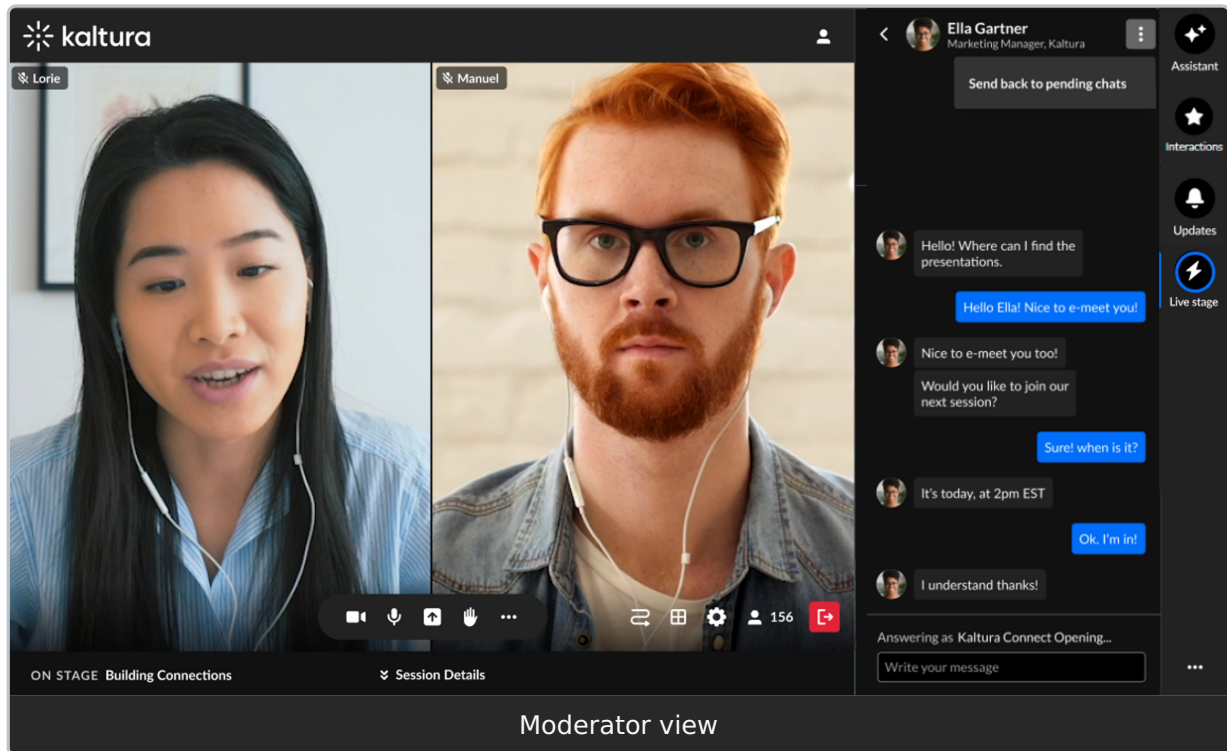 kaltura
Lorie
Manuel
156
ON STAGE Building Connections
Session Details
Ella Gartner
Marketing Manager, Kaltura
Send back to pending chats
Hello! Where can I find the
presentations.
Hello Ella! Nice to e-meet you!
Nice to e-meet you too!
Would you like to join our
next session?
Sure! when is it?
It's today, at 2pm EST
Ok. I'm in!
I understand thanks!
Answering as Kaltura Connect Opening...
Write your message
Assistant
Interactions
Updates
Live stage
Moderator view